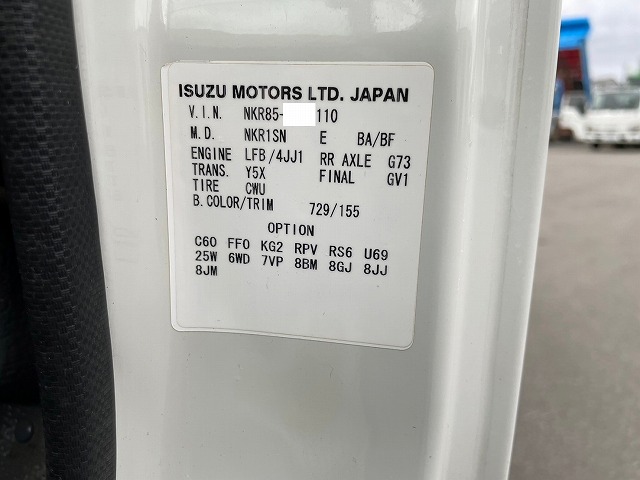 ISUZU MOTORS LTD. JAPAN
V.I.N. NKR85- 110
M.D. NKR1SN E BA/BF
ENGINE LFB/4JJ1 RR AXLE G73
TRANS. Y5X FINAL GV1
TIRE CWU
B.COLOR/TRIM 729/155
OPTION
C60 FF0 KG2 RPV RS6 U69
25W 6WD 7VP 8BM 8GJ 8JJ
8JM